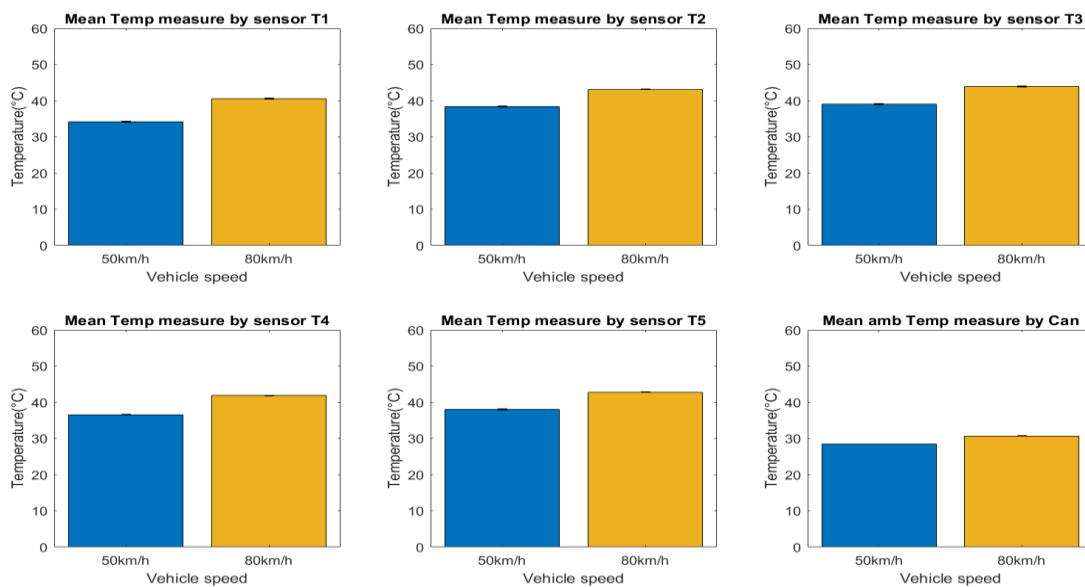 Mean Temp measure by sensor T1
60
50
40
30
20
10
0
Temperature(°C)
50km/h 80km/h
Vehicle speed
Mean Temp measure by sensor T2
60
50
40
30
20
10
0
Temperature(°C)
50km/h 80km/h
Vehicle speed
Mean Temp measure by sensor T3
60
50
40
30
20
10
0
Temperature(°C)
50km/h 80km/h
Vehicle speed
Mean Temp measure by sensor T4
60
50
40
30
20
10
0
Temperature(°C)
50km/h 80km/h
Vehicle speed
Mean Temp measure by sensor T5
60
50
40
30
20
10
0
Temperature(°C)
50km/h 80km/h
Vehicle speed
Mean amb Temp measure by Can
60
50
40
30
20
10
0
Temperature(°C)
50km/h 80km/h
Vehicle speed